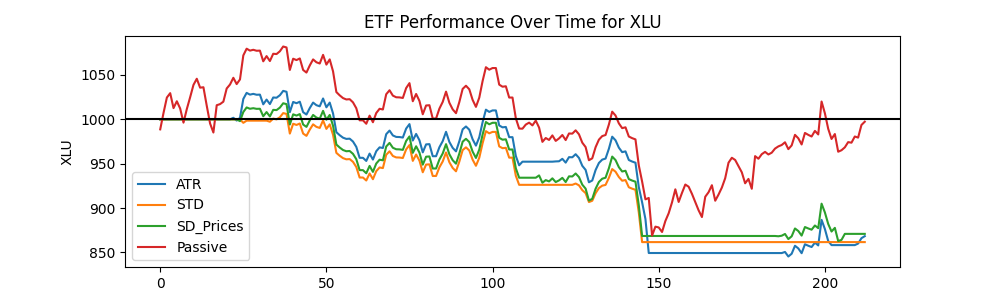 ETF Performance Over Time for XLU
XLU
1050
1000
950
900
850
ATR
STD
SD_Prices
Passive
0
50
100
150
200